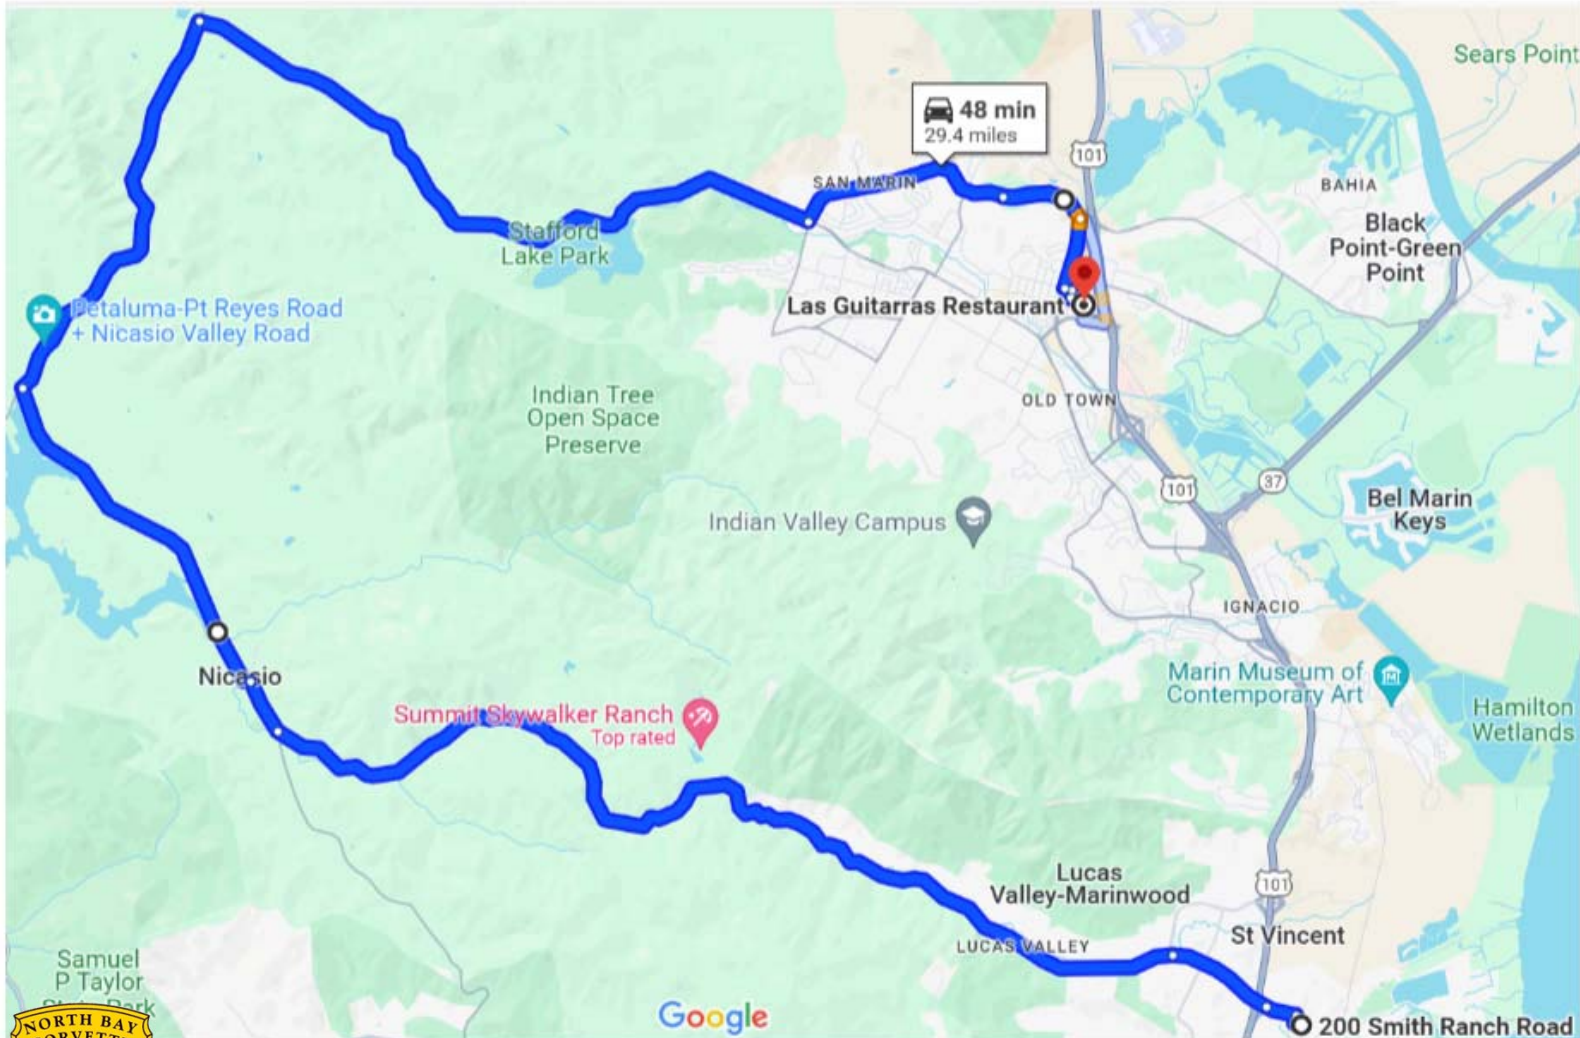 Sears Point
48 min
29.4 miles
101
SAN MARIN
BAHIA
Black
Point-Green
Point
Stafford
Lake Park
Petaluma-Pt Reyes Road
+ Nicasio Valley Road
Las Guitarras Restaurant
Indian Tree
Open Space
Preserve
OLD TOWN
101
37
Bel Marin
Keys
Indian Valley Campus
IGNACIO
Nicasio
Marin Museum of
Contemporary Art
Hamilton
Wetlands
Summit Skywalker Ranch
Top rated
Lucas
Valley-Marinwood
101
St Vincent
LUCAS VALLEY
Samuel
P Taylor
State Park
NORTH BAY
Google
200 Smith Ranch Road